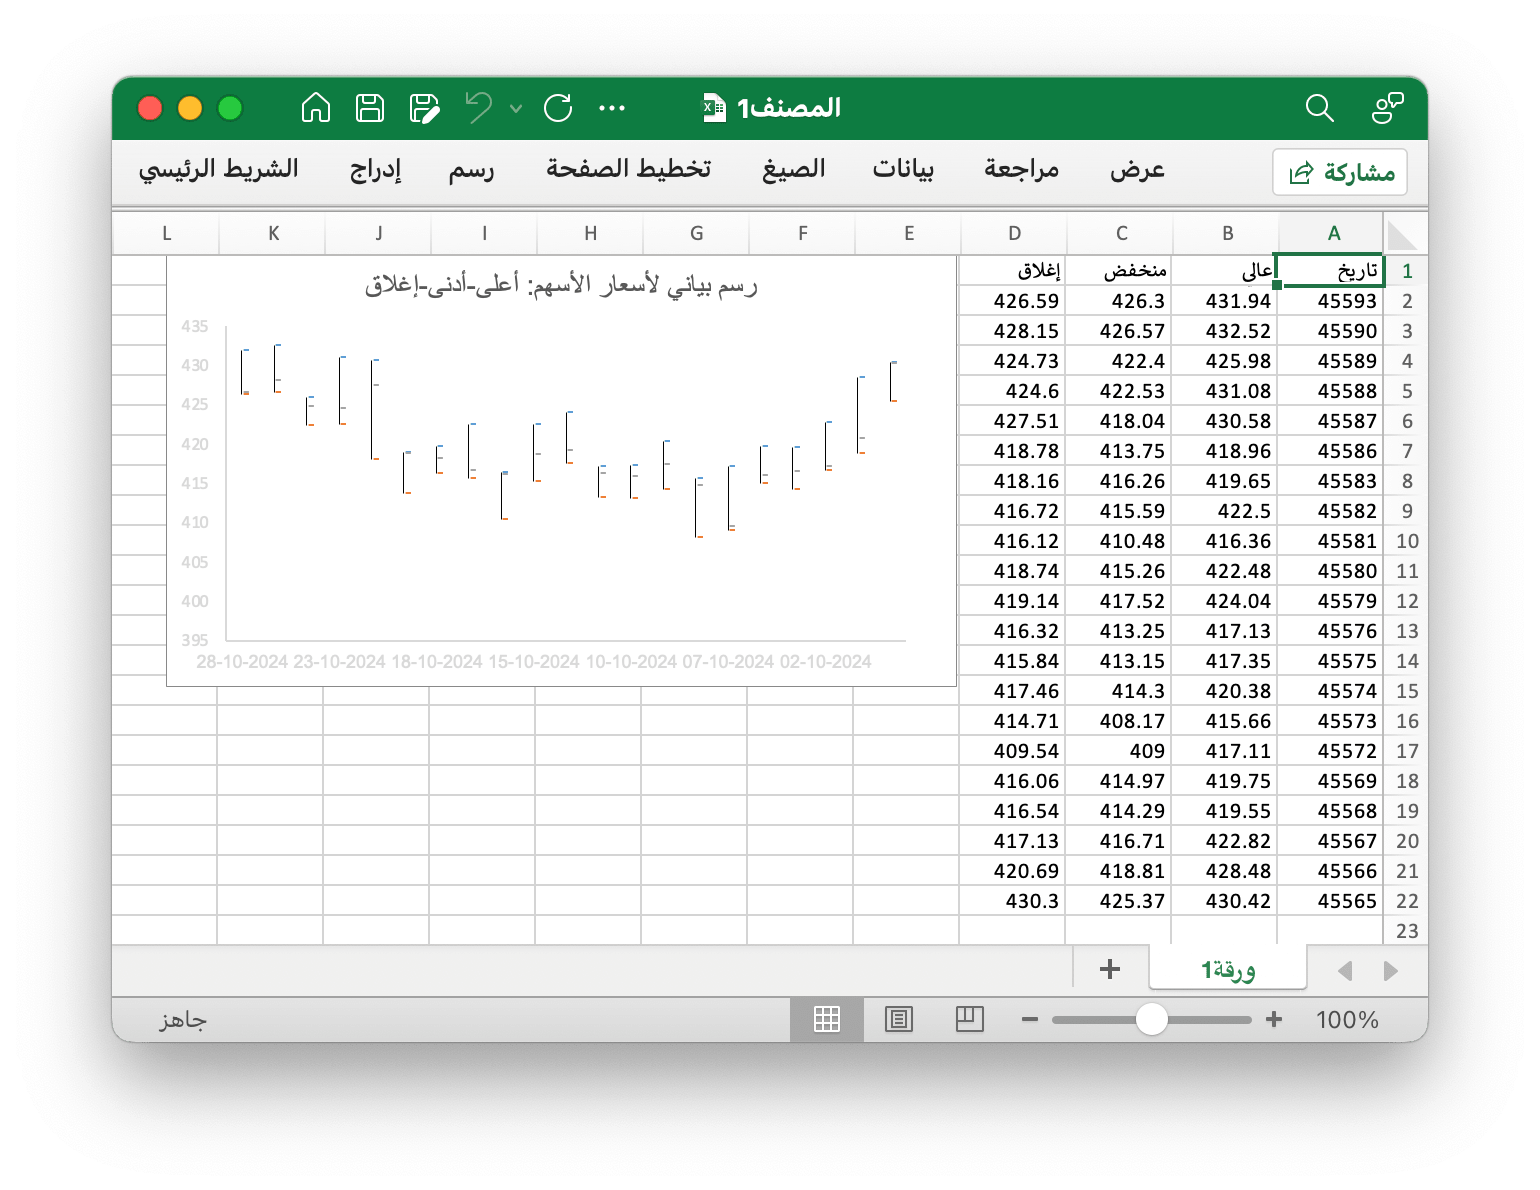 المصنف1
الشريط الرئيسي إدراج رسم تخطيط الصفحة الصيغ بيانات مراجعة عرض مشاركة
A B C D E F G H I J K L
1 تاريخ عالى منخفض إغلاق
2 45593 431.94 426.3 426.59
3 45590 432.52 426.57 428.15
4 45589 425.98 422.4 424.73
5 45588 431.08 422.53 424.6
6 45587 430.58 418.04 427.51
7 45586 418.96 413.75 418.78
8 45583 419.65 416.26 418.16
9 45582 422.5 415.59 416.72
10 45581 416.36 410.48 416.12
11 45580 422.48 415.26 418.74
12 45579 424.04 417.52 419.14
13 45576 417.13 413.25 416.32
14 45575 417.35 413.15 415.84
15 45574 420.38 414.3 417.46
16 45573 415.66 408.17 414.71
17 45572 417.11 409 409.54
18 45569 419.75 414.97 416.06
19 45568 419.55 414.29 416.54
20 45567 422.82 416.71 417.13
21 45566 428.48 418.81 420.69
22 45565 430.42 425.37 430.3
23
رسم بياني لأسعار الأسهم: أعلى-أدنى-إغلاق
435
430
425
420
415
410
405
400
395
28-10-2024 23-10-2024 18-10-2024 15-10-2024 10-10-2024 07-10-2024 02-10-2024
ورقة1
جاهز
100%